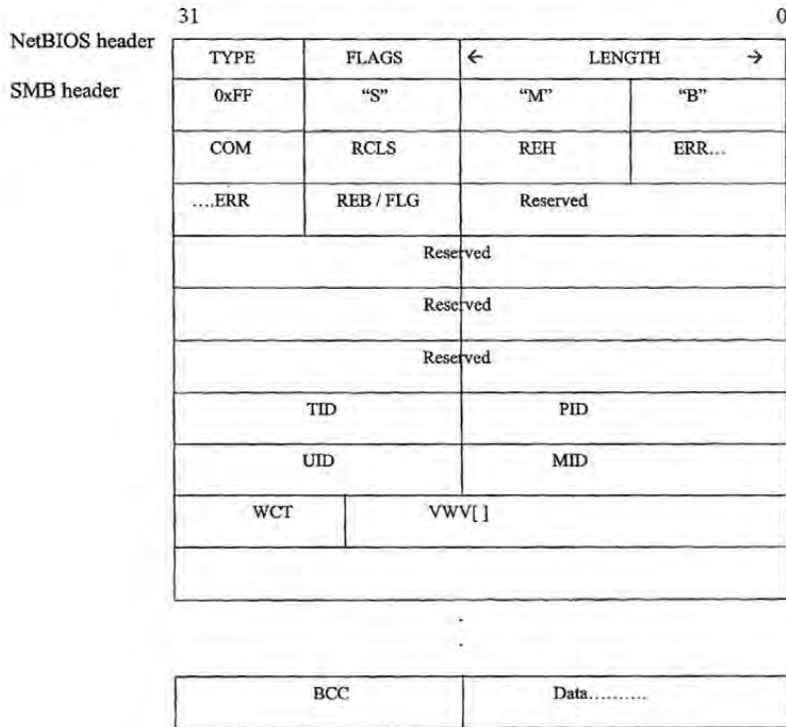 31 0
NetBIOS header TYPE FLAGS ← LENGTH →
SMB header 0xFF “S” “M” “B”
COM RCLS REH ERR...
....ERR REB / FLG Reserved
Reserved
Reserved
Reserved
TID PID
UID MID
WCT VWV[ ]
.
.
BCC Data..........